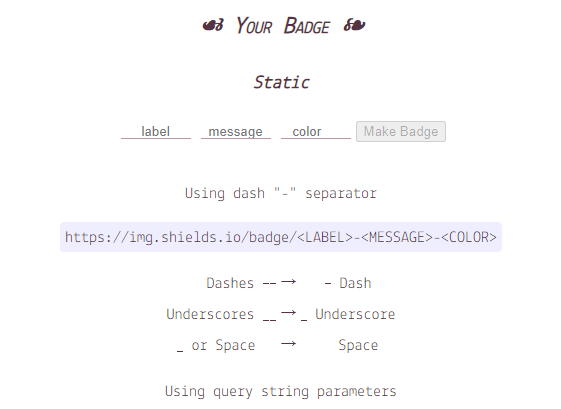 ☙ Your Badge ❧
Static
label message color Make Badge
Using dash "-" separator
https://img.shields.io/badge/<LABEL>-<MESSAGE>-<COLOR>
Dashes -- → - Dash
Underscores __ → _ Underscore
_ or Space → Space
Using query string parameters